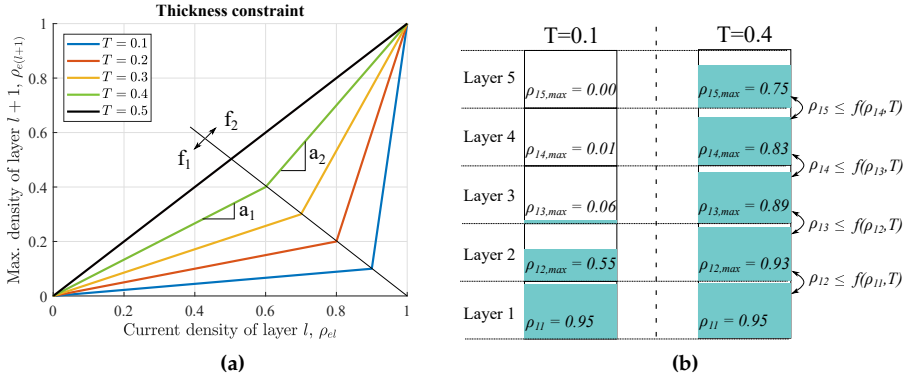 Thickness constraint
Max. density of layer l + 1, ρe(l+1)
1
0.8
0.6
0.4
0.2
0
T = 0.1
T = 0.2
T = 0.3
T = 0.4
T = 0.5
f2
f1
a2
a1
0 0.2 0.4 0.6 0.8 1
Current density of layer l, ρel
(a)
T=0.1 T=0.4
Layer 5 ρ15,max = 0.00 ρ15,max = 0.75
ρ15 ≤ f(ρ14,T)
Layer 4 ρ14,max = 0.01 ρ14,max = 0.83
ρ14 ≤ f(ρ13,T)
Layer 3 ρ13,max = 0.06 ρ13,max = 0.89
ρ13 ≤ f(ρ12,T)
Layer 2 ρ12,max = 0.55 ρ12,max = 0.93
ρ12 ≤ f(ρ11,T)
Layer 1 ρ11 = 0.95 ρ11 = 0.95
(b)